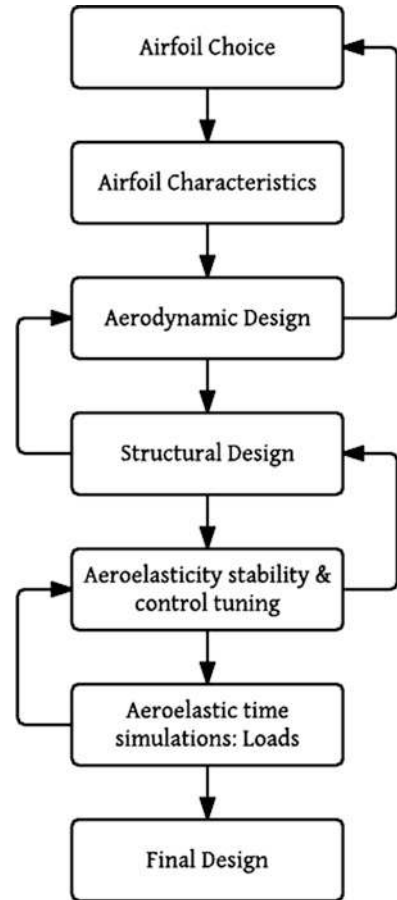 Airfoil Choice
Airfoil Characteristics
Aerodynamic Design
Structural Design
Aeroelasticity stability &
control tuning
Aeroelastic time
simulations: Loads
Final Design